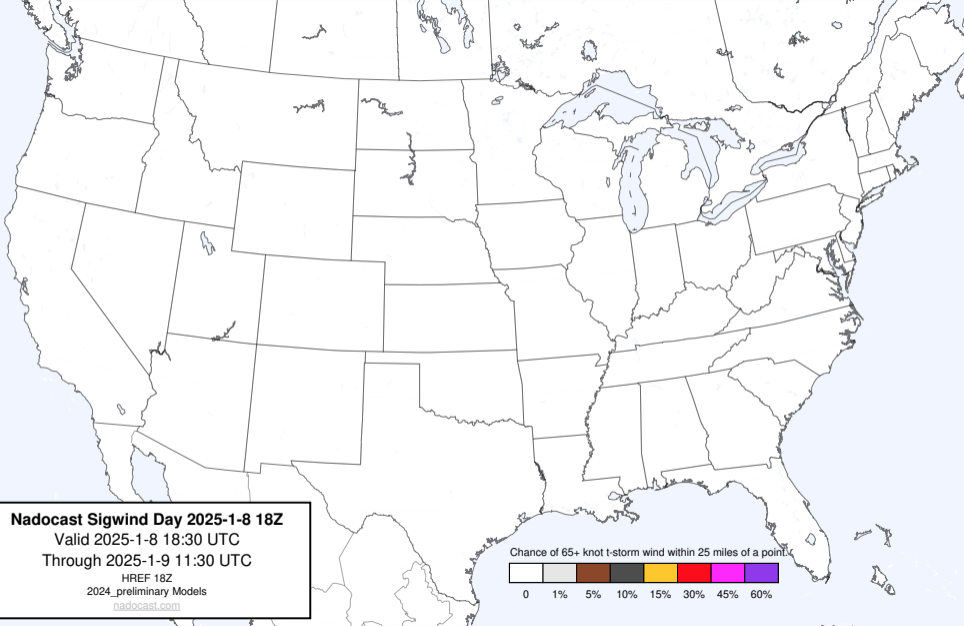 Nadocast Sigwind Day 2025-1-8 18Z
Valid 2025-1-8 18:30 UTC
Through 2025-1-9 11:30 UTC
HREF 18Z
2024_preliminary Models
nadocast.com
Chance of 65+ knot t-storm wind within 25 miles of a point.
0 1% 5% 10% 15% 30% 45% 60%